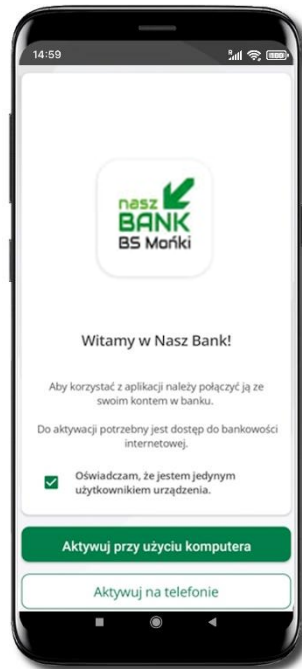 14:59
R
nasz
BANK
BS Mońki
Witamy w Nasz Bank!
Aby korzystać z aplikacji należy połączyć ją ze
swoim kontem w banku.
Do aktywacji potrzebny jest dostęp do bankowości
internetowej.
Oświadczam, że jestem jedynym
użytkownikiem urządzenia.
Aktywuj przy użyciu komputera
Aktywuj na telefonie